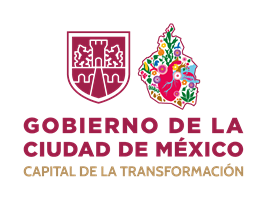 GOBIERNO DE LA
CIUDAD DE MÉXICO
CAPITAL DE LA TRANSFORMACIÓN